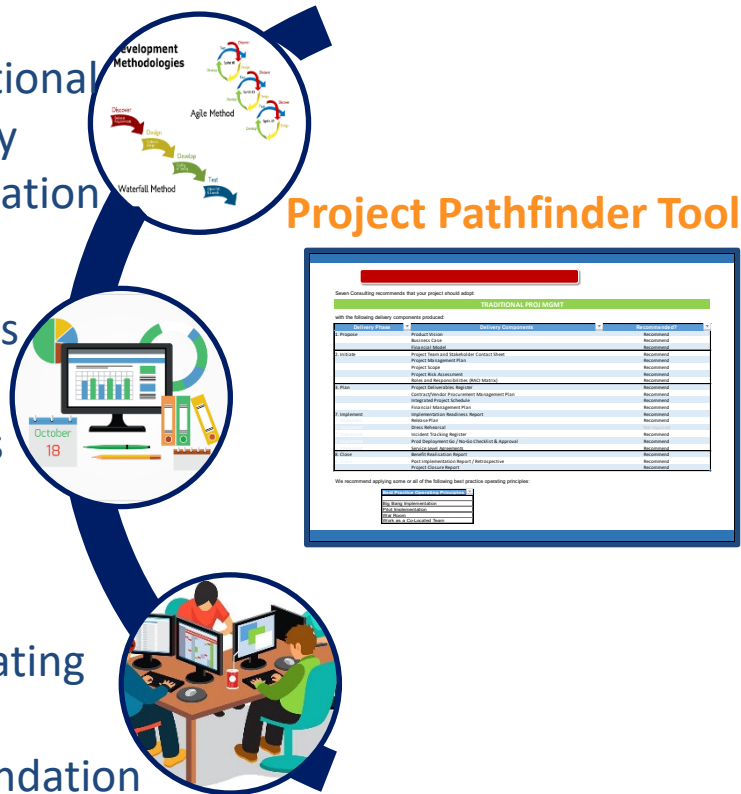 tional
y
ation
s
s
ating
ndation
evelopment
Methodologies
Agile Method
Discover
Design
Develop
Test
Waterfall Method
October
18
Project Pathfinder Tool
Seven Consulting recommends that your project should adopt
TRADITIONAL PROJ MGMT
with the following delivery components produced
Delivery Phase Delivery Components Recommended?
1. Propose Product Vision Recommend
Business Case Recommend
Financial Model Recommend
2. Initiate Project Team and Stakeholder Contact Sheet Recommend
Project Management Plan Recommend
Project Scope Recommend
Project Risk Assessment Recommend
Roles and Responsibilities (RACI Matrix) Recommend
6. Plan Project Deliverables Register Recommend
Contract/Vendor Procurement Management Plan Recommend
Integrated Project Schedule Recommend
Financial Management Plan Recommend
7. Implement Implementation Readiness Report Recommend
Release Plan Recommend
Dress Rehearsal
Incident Tracking Register Recommend
Prod Deployment Go / No-Go Checklist & Approval Recommend
Service Level Agreements Recommend
8. Close Benefit Realisation Report Recommend
Post Implementation Report / Retrospective Recommend
Project Closure Report Recommend
We recommend applying some or all of the following best practice operating principles:
Best Practice Operating Principles
Big Bang Implementation
Pilot Implementation
War Room
Work as a Co-Located Team